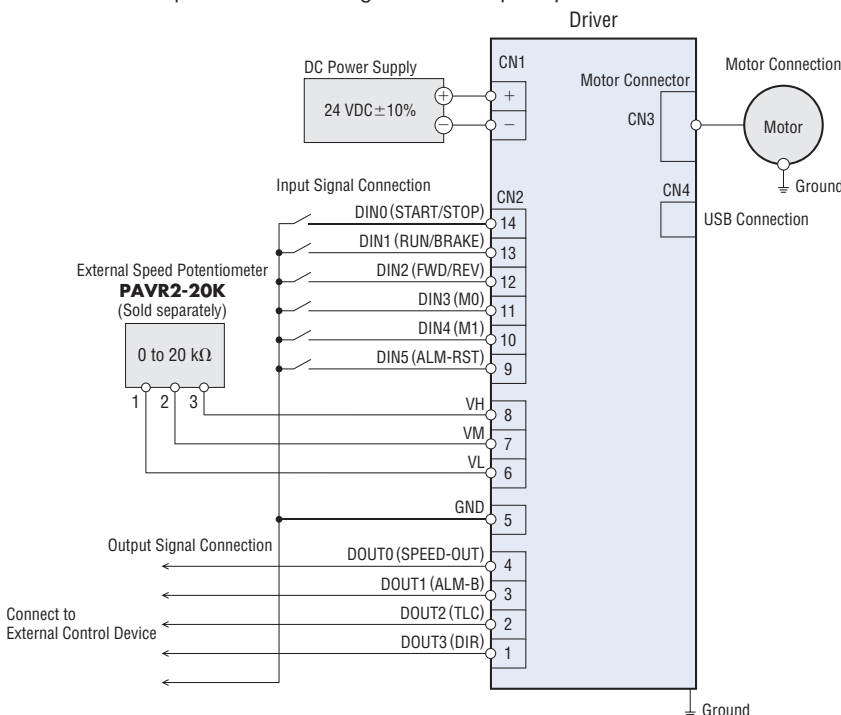 Driver
CN1
DC Power Supply
24 VDC±10%
+
−
+
−
Motor Connector
CN3
Motor Connection
Motor
Ground
CN4
USB Connection
Input Signal Connection
CN2
DIN0 (START/STOP)
14
DIN1 (RUN/BRAKE)
13
DIN2 (FWD/REV)
12
DIN3 (M0)
11
DIN4 (M1)
10
DIN5 (ALM-RST)
9
External Speed Potentiometer
PAVR2-20K
(Sold separately)
0 to 20 kΩ
1 2 3
VH
8
VM
7
VL
6
GND
5
Output Signal Connection
DOUT0 (SPEED-OUT)
4
DOUT1 (ALM-B)
3
DOUT2 (TLC)
2
DOUT3 (DIR)
1
Connect to
External Control Device
Ground